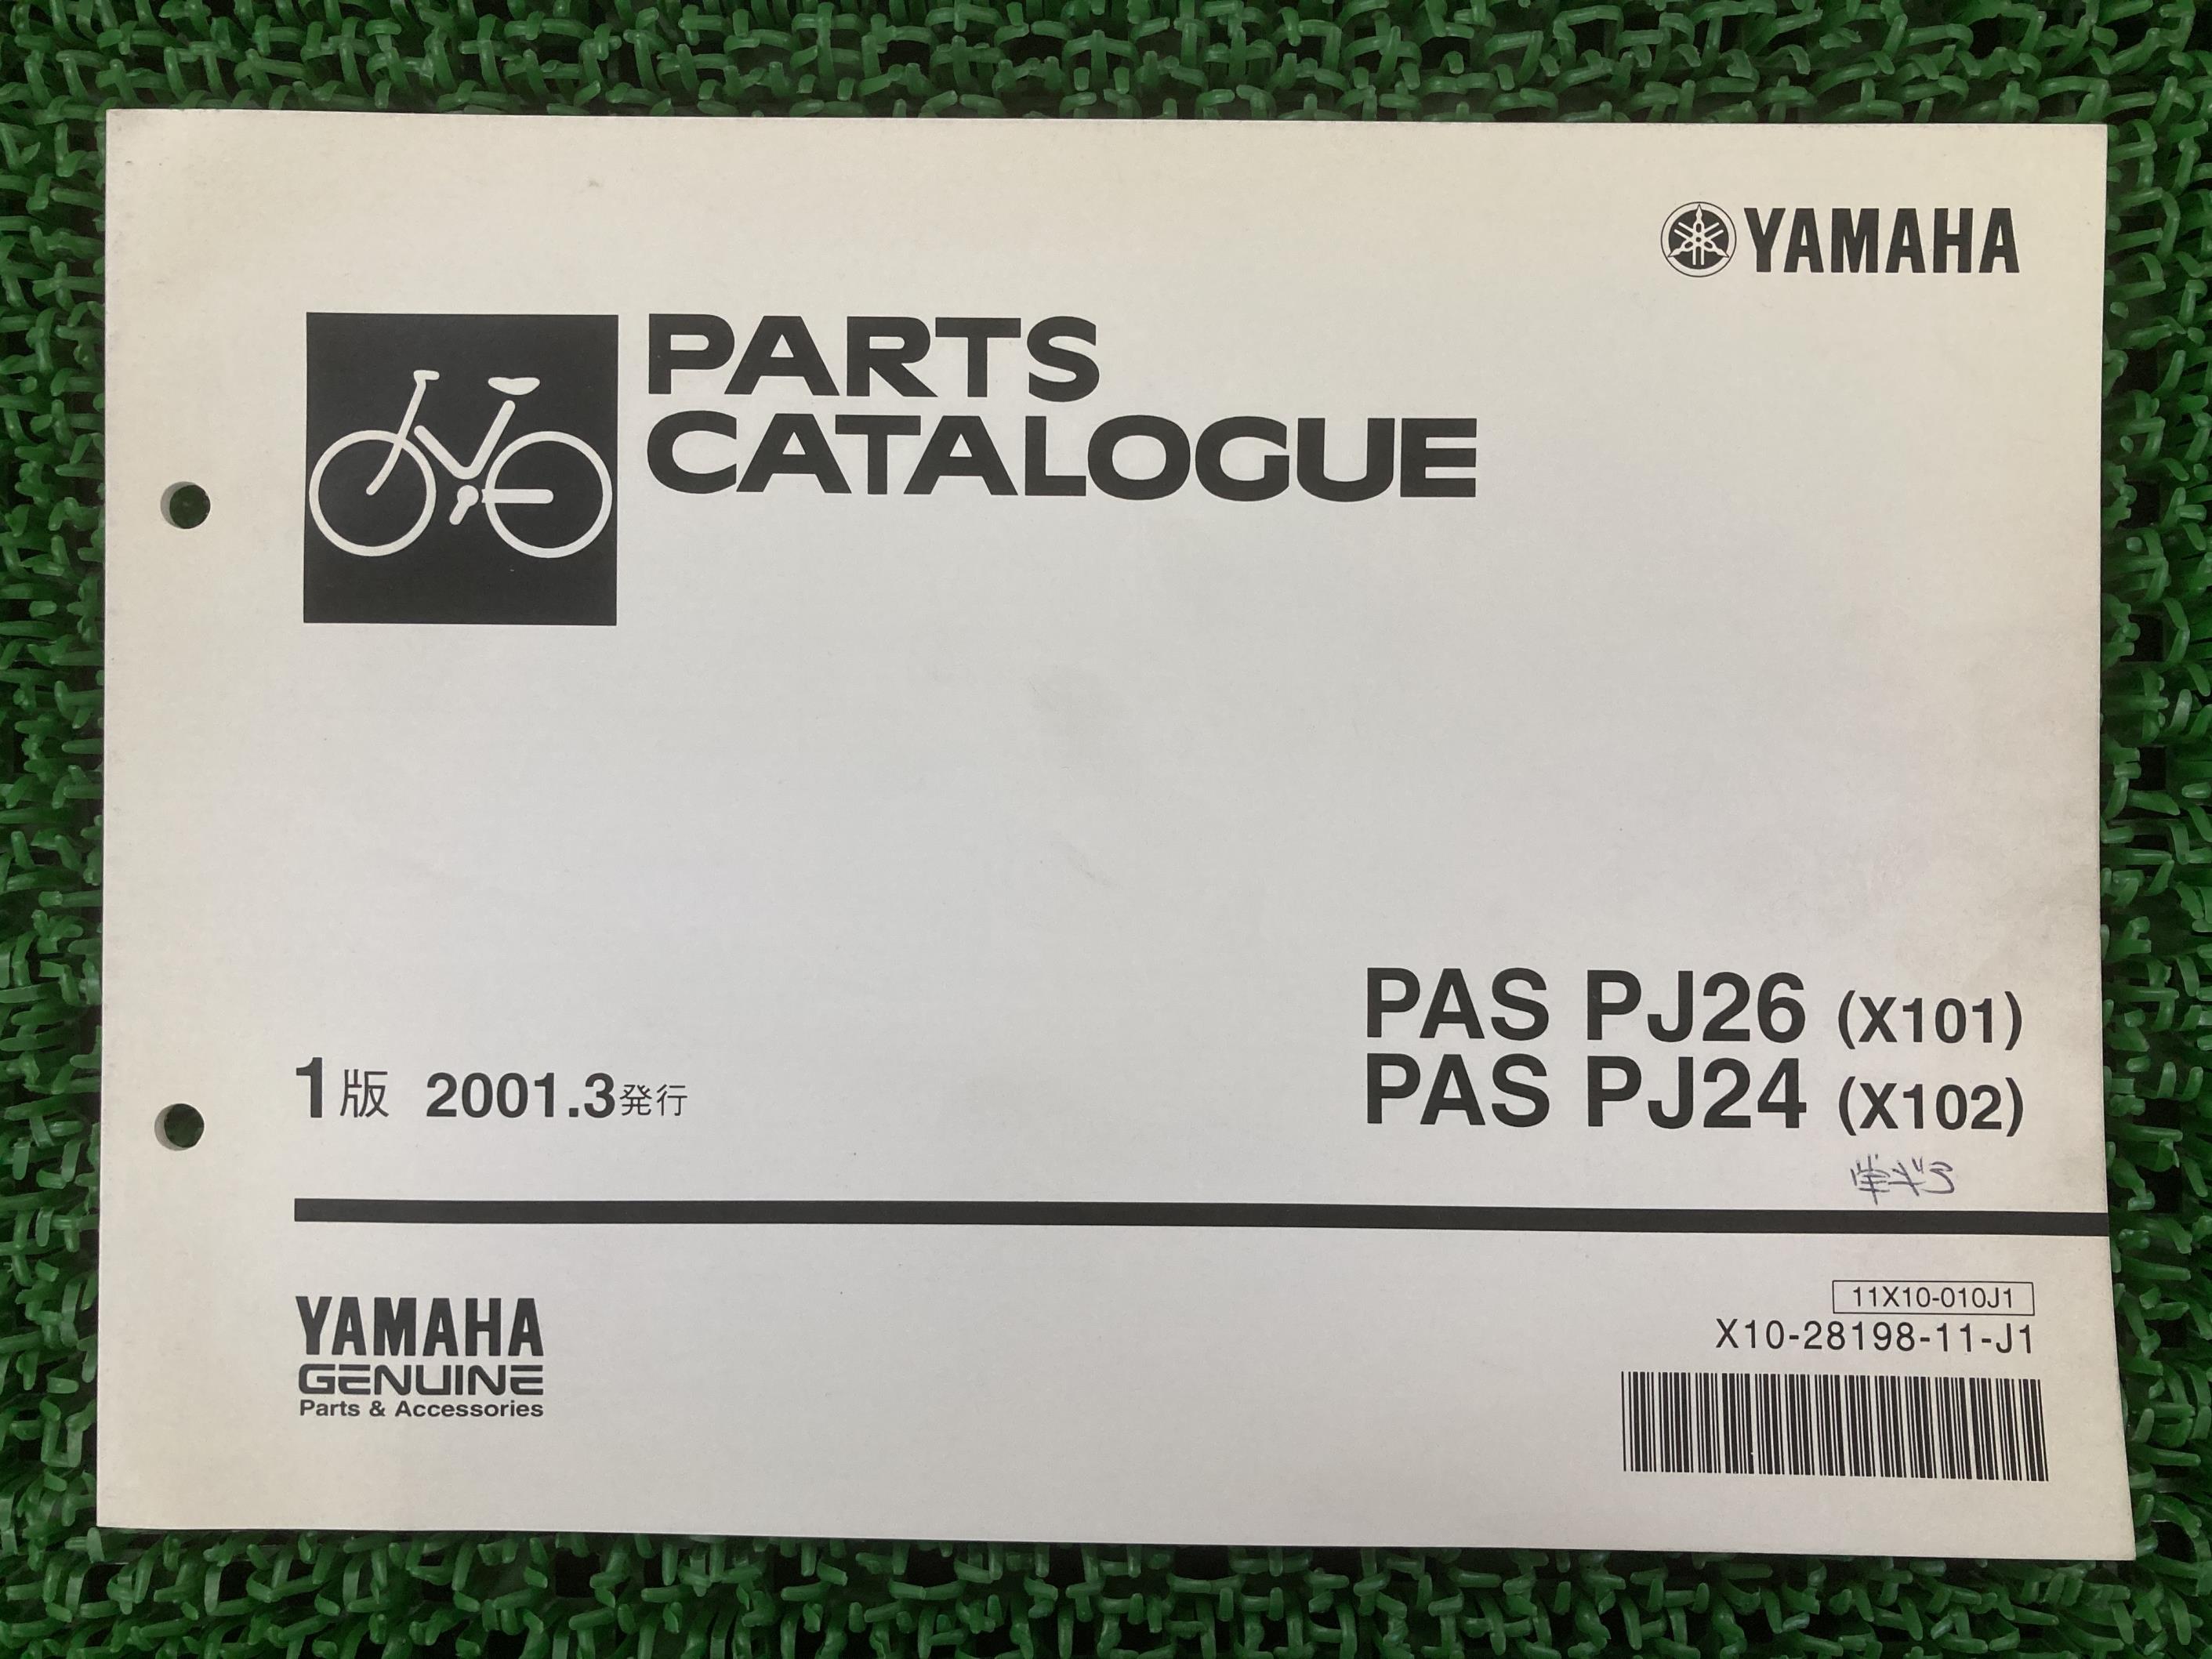 YAMAHA
PARTS
CATALOGUE
PAS PJ26 (X101)
PAS PJ24 (X102)
1版 2001.3発行
YAMAHA
GENUINE
Parts & Accessories
11X10-010J1
X10-28198-11-J1